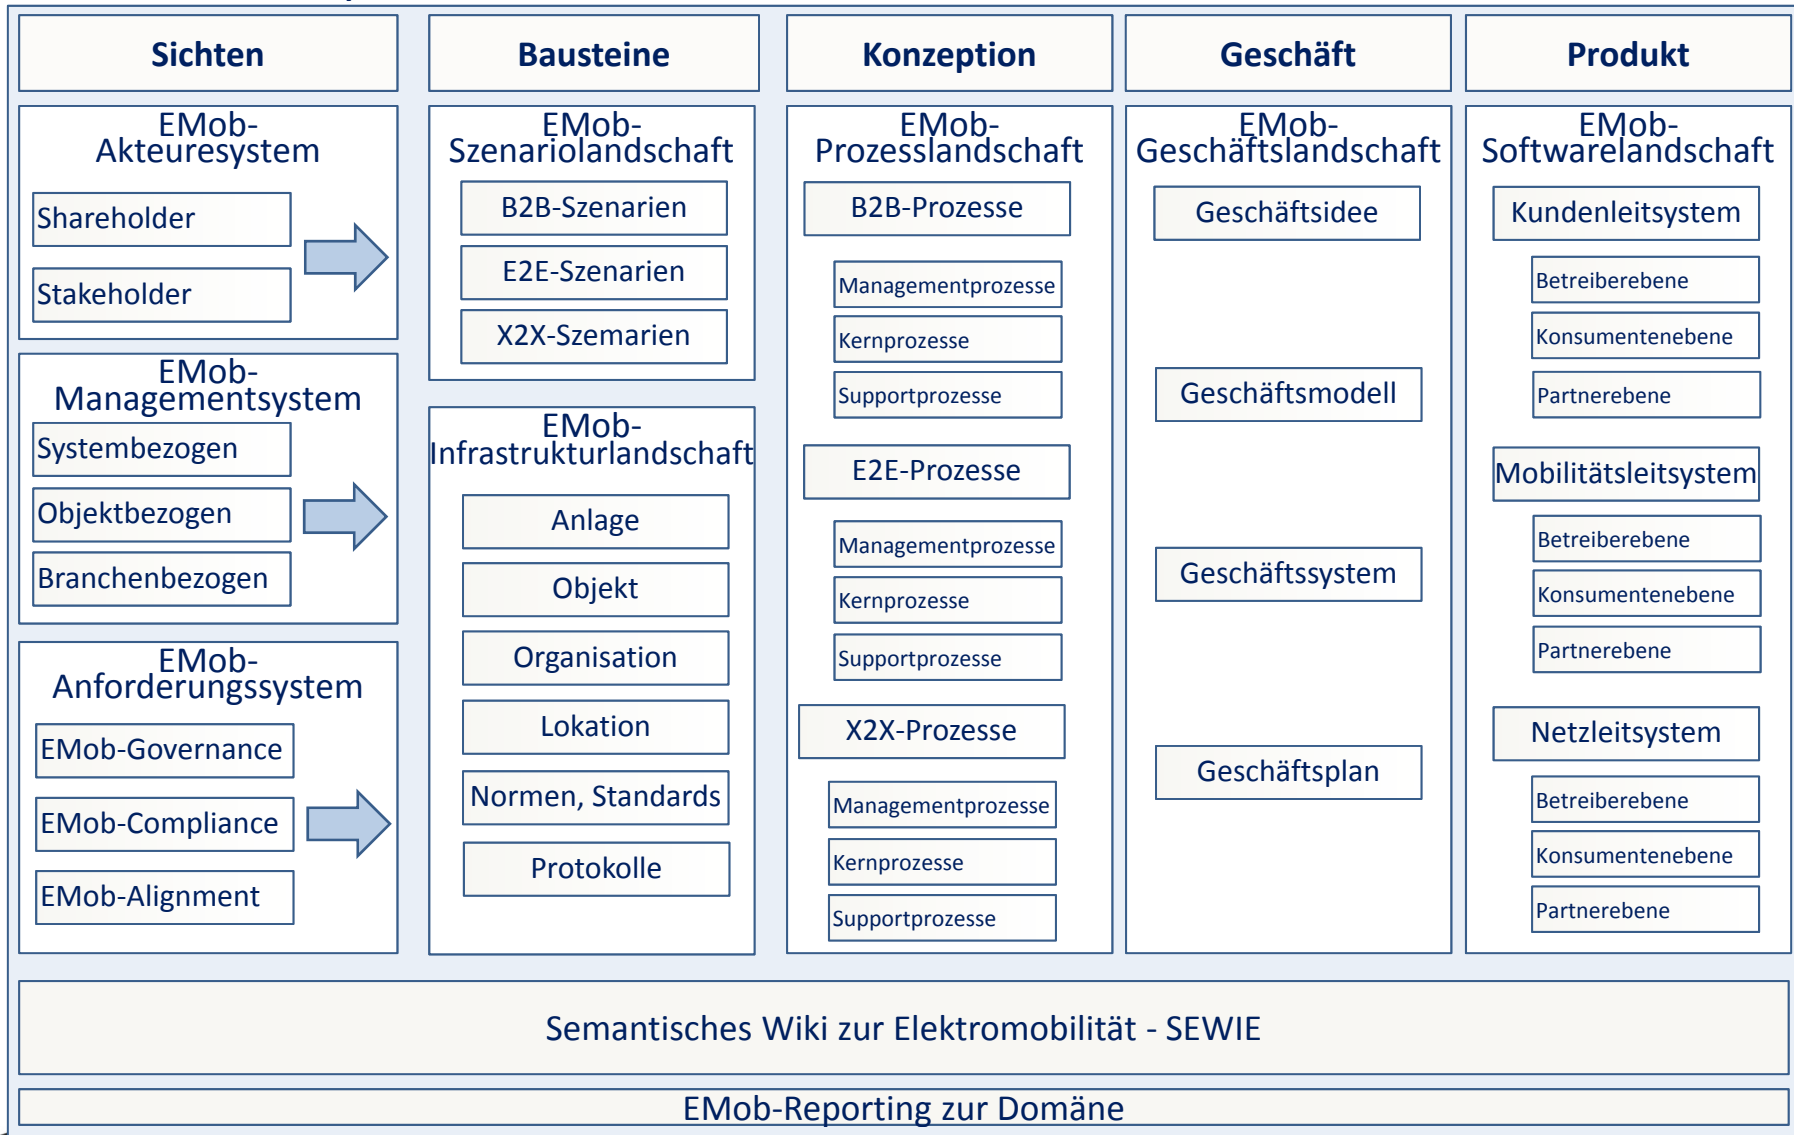 Sichten
Bausteine
Konzeption
Geschäft
Produkt
EMob-
Akteuresystem
Shareholder
Stakeholder
EMob-
Managementsystem
Systembezogen
Objektbezogen
Branchenbezogen
EMob-
Anforderungssystem
EMob-Governance
EMob-Compliance
EMob-Alignment
EMob-
Szenariolandschaft
B2B-Szenarien
E2E-Szenarien
X2X-Szemarien
EMob-
Infrastrukturlandschaft
Anlage
Objekt
Organisation
Lokation
Normen, Standards
Protokolle
EMob-
Prozesslandschaft
B2B-Prozesse
Managementprozesse
Kernprozesse
Supportprozesse
E2E-Prozesse
Managementprozesse
Kernprozesse
Supportprozesse
X2X-Prozesse
Managementprozesse
Kernprozesse
Supportprozesse
EMob-
Geschäftslandschaft
Geschäftsidee
Geschäftsmodell
Geschäftssystem
Geschäftsplan
EMob-
Softwarelandschaft
Kundenleitsystem
Betreiberebene
Konsumentenebene
Partnerebene
Mobilitätsleitsystem
Betreiberebene
Konsumentenebene
Partnerebene
Netzleitsystem
Betreiberebene
Konsumentenebene
Partnerebene
Semantisches Wiki zur Elektromobilität - SEWIE
EMob-Reporting zur Domäne